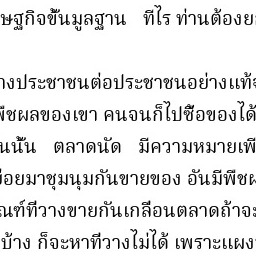 ษฐกิจขั้นมูลฐาน ทีไร ท่านต้องย
างประชาชนต่อประชาชนอย่างแท้จ
พืชผลของเขา คนจนก็ไปซื้อของได้
นนั้น ตลาดนัด มีความหมายเพี
ย่อยมาชุมนุมกันขายของ อันมีพืชผ
ณฑ์ที่วางขายกันเกลื่อนตลาดถ้าจะ
บ้าง ก็จะหาที่วางไม่ได้ เพราะแผง